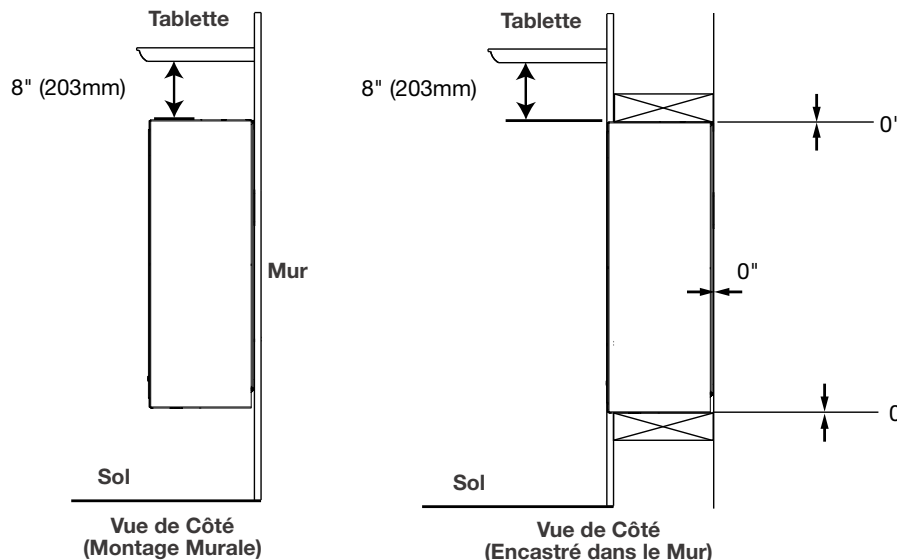 Tablette
8" (203mm)
Mur
Sol
Vue de Côté
(Montage Murale)
Tablette
8" (203mm)
0"
0"
0
Sol
Vue de Côté
(Encastré dans le Mur)